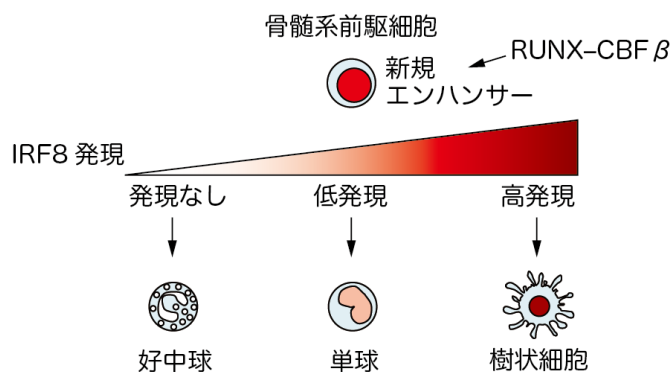 骨髄系前駆細胞
RUNX–CBFβ
新規
エンハンサー
IRF8 発現
発現なし
低発現
高発現
好中球
単球
樹状細胞